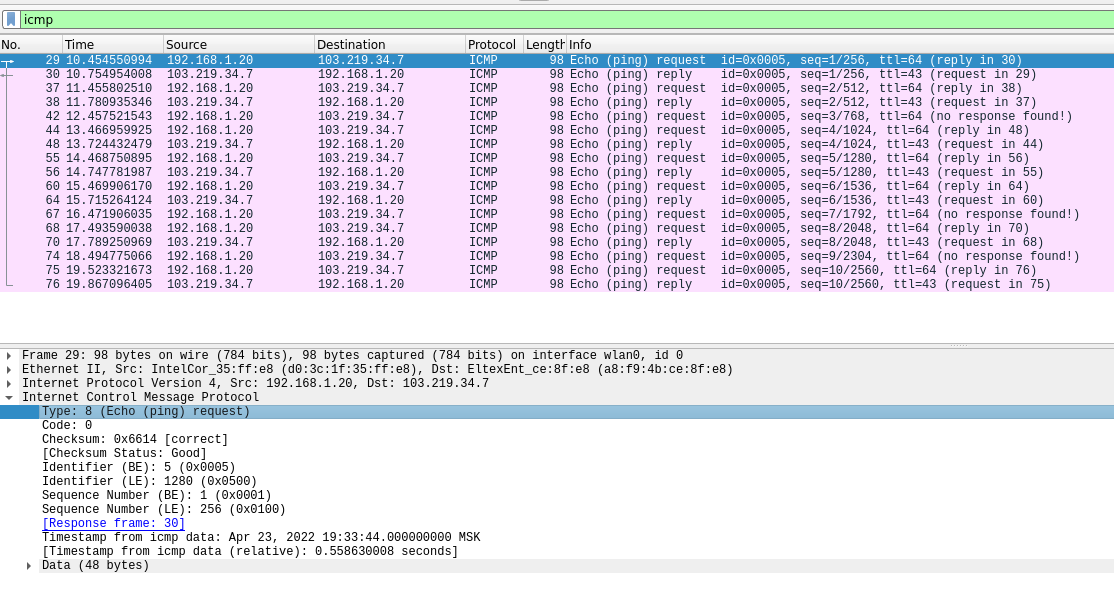 icmp
No. Time Source Destination Protocol Length Info
29 10.454550994 192.168.1.20 103.219.34.7 ICMP 98 Echo (ping) request id=0x0005, seq=1/256, ttl=64 (reply in 30)
30 10.754954008 103.219.34.7 192.168.1.20 ICMP 98 Echo (ping) reply id=0x0005, seq=1/256, ttl=43 (request in 29)
37 11.455802510 192.168.1.20 103.219.34.7 ICMP 98 Echo (ping) request id=0x0005, seq=2/512, ttl=64 (reply in 38)
38 11.780935346 103.219.34.7 192.168.1.20 ICMP 98 Echo (ping) reply id=0x0005, seq=2/512, ttl=43 (request in 37)
42 12.457521543 192.168.1.20 103.219.34.7 ICMP 98 Echo (ping) request id=0x0005, seq=3/768, ttl=64 (no response found!)
44 13.466959925 192.168.1.20 103.219.34.7 ICMP 98 Echo (ping) request id=0x0005, seq=4/1024, ttl=64 (reply in 48)
48 13.724432479 103.219.34.7 192.168.1.20 ICMP 98 Echo (ping) reply id=0x0005, seq=4/1024, ttl=43 (request in 44)
55 14.468750895 192.168.1.20 103.219.34.7 ICMP 98 Echo (ping) request id=0x0005, seq=5/1280, ttl=64 (reply in 56)
56 14.747781987 103.219.34.7 192.168.1.20 ICMP 98 Echo (ping) reply id=0x0005, seq=5/1280, ttl=43 (request in 55)
60 15.469906170 192.168.1.20 103.219.34.7 ICMP 98 Echo (ping) request id=0x0005, seq=6/1536, ttl=64 (reply in 64)
64 15.715264124 103.219.34.7 192.168.1.20 ICMP 98 Echo (ping) reply id=0x0005, seq=6/1536, ttl=43 (request in 60)
67 16.471906035 192.168.1.20 103.219.34.7 ICMP 98 Echo (ping) request id=0x0005, seq=7/1792, ttl=64 (no response found!)
68 17.493590038 192.168.1.20 103.219.34.7 ICMP 98 Echo (ping) request id=0x0005, seq=8/2048, ttl=64 (reply in 70)
70 17.789250969 103.219.34.7 192.168.1.20 ICMP 98 Echo (ping) reply id=0x0005, seq=8/2048, ttl=43 (request in 68)
74 18.494775066 192.168.1.20 103.219.34.7 ICMP 98 Echo (ping) request id=0x0005, seq=9/2304, ttl=64 (no response found!)
75 19.523321673 192.168.1.20 103.219.34.7 ICMP 98 Echo (ping) request id=0x0005, seq=10/2560, ttl=64 (reply in 76)
76 19.867096405 103.219.34.7 192.168.1.20 ICMP 98 Echo (ping) reply id=0x0005, seq=10/2560, ttl=43 (request in 75)
Frame 29: 98 bytes on wire (784 bits), 98 bytes captured (784 bits) on interface wlan0, id 0
Ethernet II, Src: IntelCor_35:ff:e8 (d0:3c:1f:35:ff:e8), Dst: EltexEnt_ce:8f:e8 (a8:f9:4b:ce:8f:e8)
Internet Protocol Version 4, Src: 192.168.1.20, Dst: 103.219.34.7
Internet Control Message Protocol
Type: 8 (Echo (ping) request)
Code: 0
Checksum: 0x6614 [correct]
[Checksum Status: Good]
Identifier (BE): 5 (0x0005)
Identifier (LE): 1280 (0x0500)
Sequence Number (BE): 1 (0x0001)
Sequence Number (LE): 256 (0x0100)
[Response frame: 30]
Timestamp from icmp data: Apr 23, 2022 19:33:44.000000000 MSK
[Timestamp from icmp data (relative): 0.558630008 seconds]
Data (48 bytes)